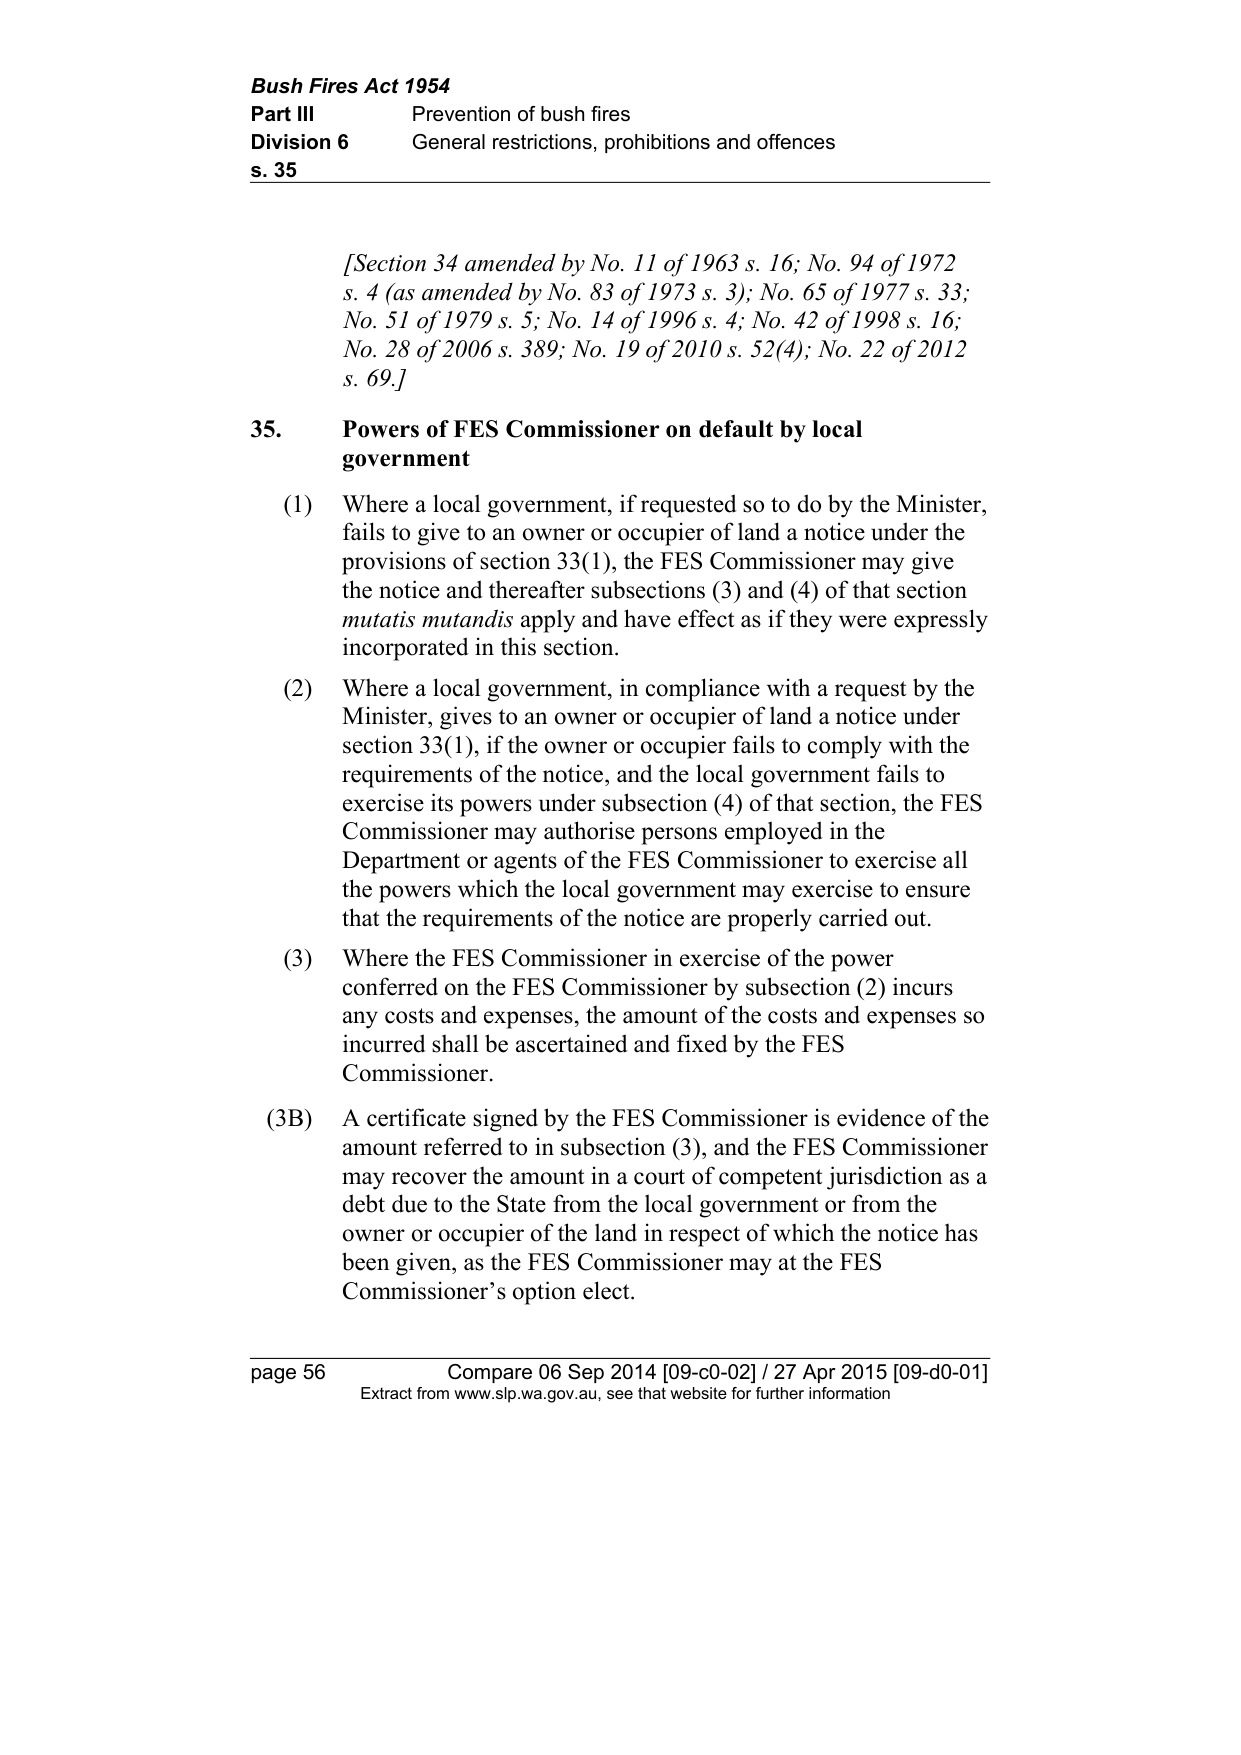 Bush Fires Act 1954
Part III Prevention of bush fires
Division 6 General restrictions, prohibitions and offences
s. 35
[Section 34 amended by No. 11 of 1963 s. 16; No. 94 of 1972
s. 4 (as amended by No. 83 of 1973 s. 3); No. 65 of 1977 s. 33;
No. 51 of 1979 s. 5; No. 14 of 1996 s. 4; No. 42 of 1998 s. 16;
No. 28 of 2006 s. 389; No. 19 of 2010 s. 52(4); No. 22 of 2012
s. 69.]
35. Powers of FES Commissioner on default by local
government
(1) Where a local government, if requested so to do by the Minister,
fails to give to an owner or occupier of land a notice under the
provisions of section 33(1), the FES Commissioner may give
the notice and thereafter subsections (3) and (4) of that section
mutatis mutandis apply and have effect as if they were expressly
incorporated in this section.
(2) Where a local government, in compliance with a request by the
Minister, gives to an owner or occupier of land a notice under
section 33(1), if the owner or occupier fails to comply with the
requirements of the notice, and the local government fails to
exercise its powers under subsection (4) of that section, the FES
Commissioner may authorise persons employed in the
Department or agents of the FES Commissioner to exercise all
the powers which the local government may exercise to ensure
that the requirements of the notice are properly carried out.
(3) Where the FES Commissioner in exercise of the power
conferred on the FES Commissioner by subsection (2) incurs
any costs and expenses, the amount of the costs and expenses so
incurred shall be ascertained and fixed by the FES
Commissioner.
(3B) A certificate signed by the FES Commissioner is evidence of the
amount referred to in subsection (3), and the FES Commissioner
may recover the amount in a court of competent jurisdiction as a
debt due to the State from the local government or from the
owner or occupier of the land in respect of which the notice has
been given, as the FES Commissioner may at the FES
Commissioner’s option elect.
page 56 Compare 06 Sep 2014 [09-c0-02] / 27 Apr 2015 [09-d0-01]
Extract from www.slp.wa.gov.au, see that website for further information